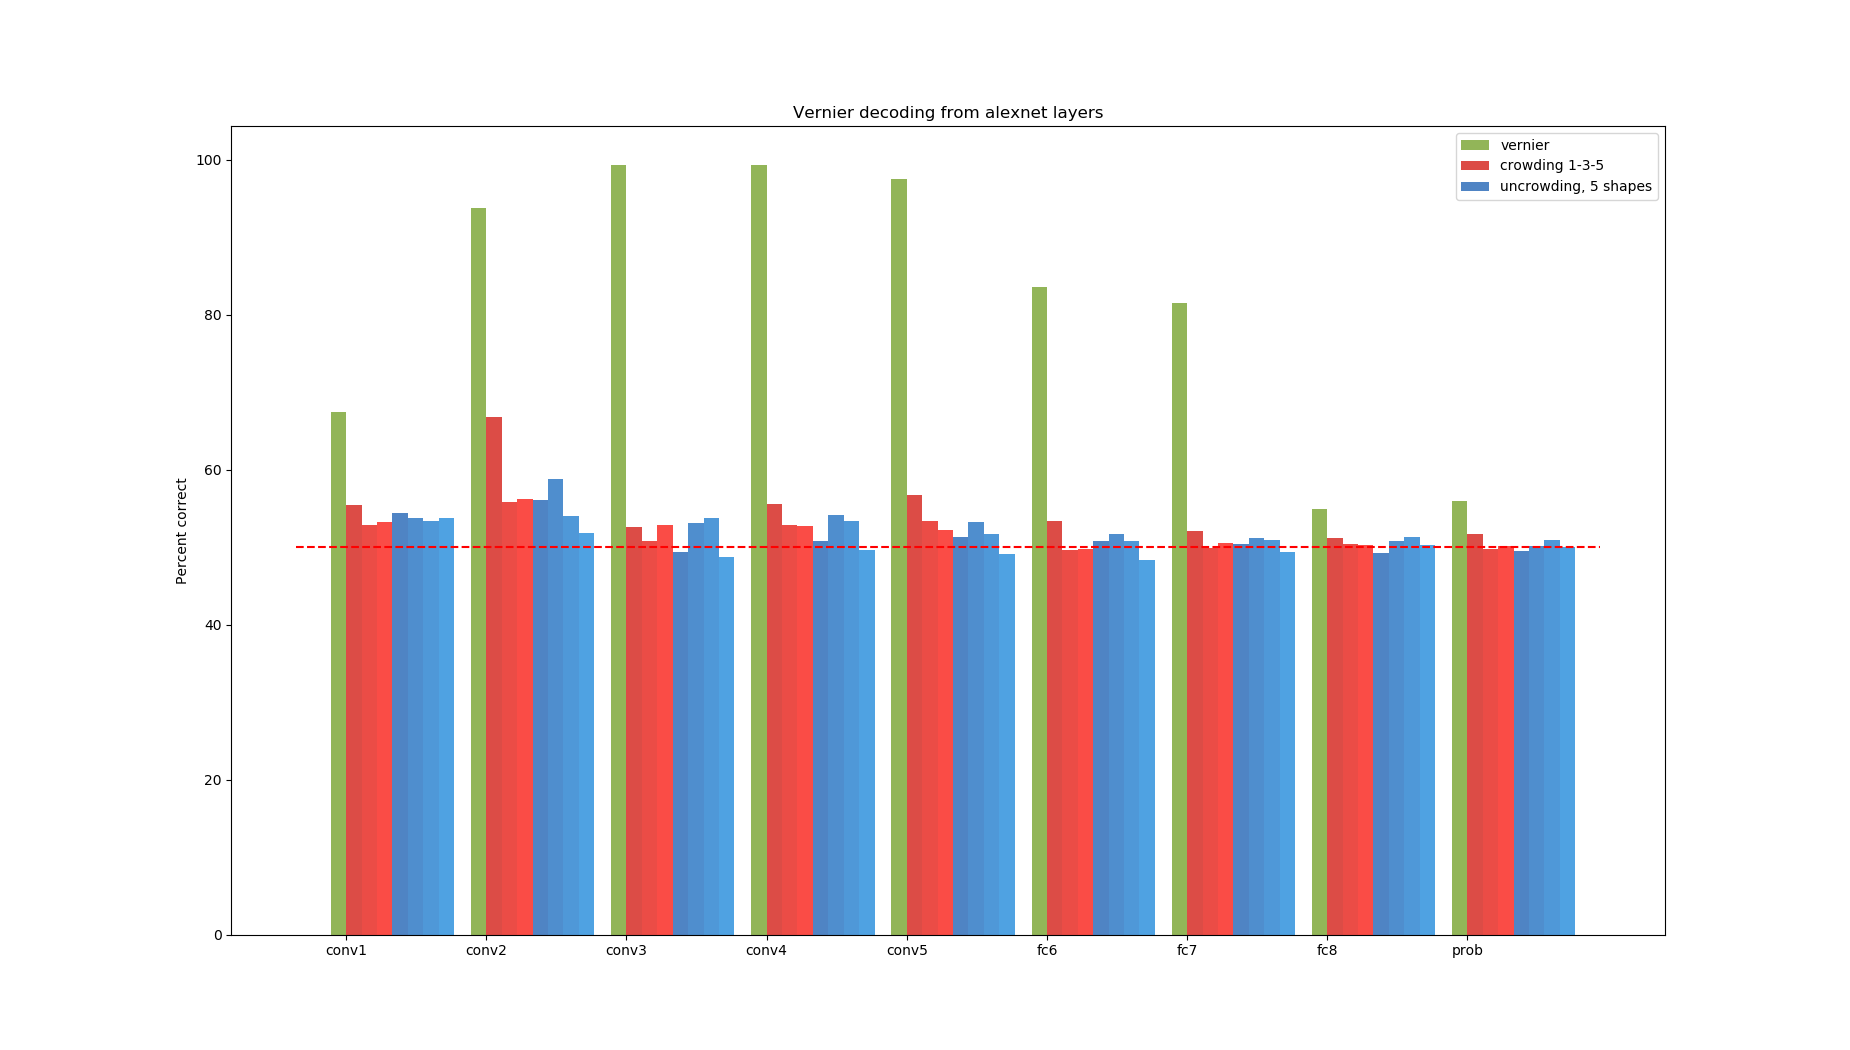 Vernier decoding from alexnet layers
vernier
crowding 1-3-5
uncrowding, 5 shapes
Percent correct
100
80
60
40
20
0
conv1 conv2 conv3 conv4 conv5 fc6 fc7 fc8 prob